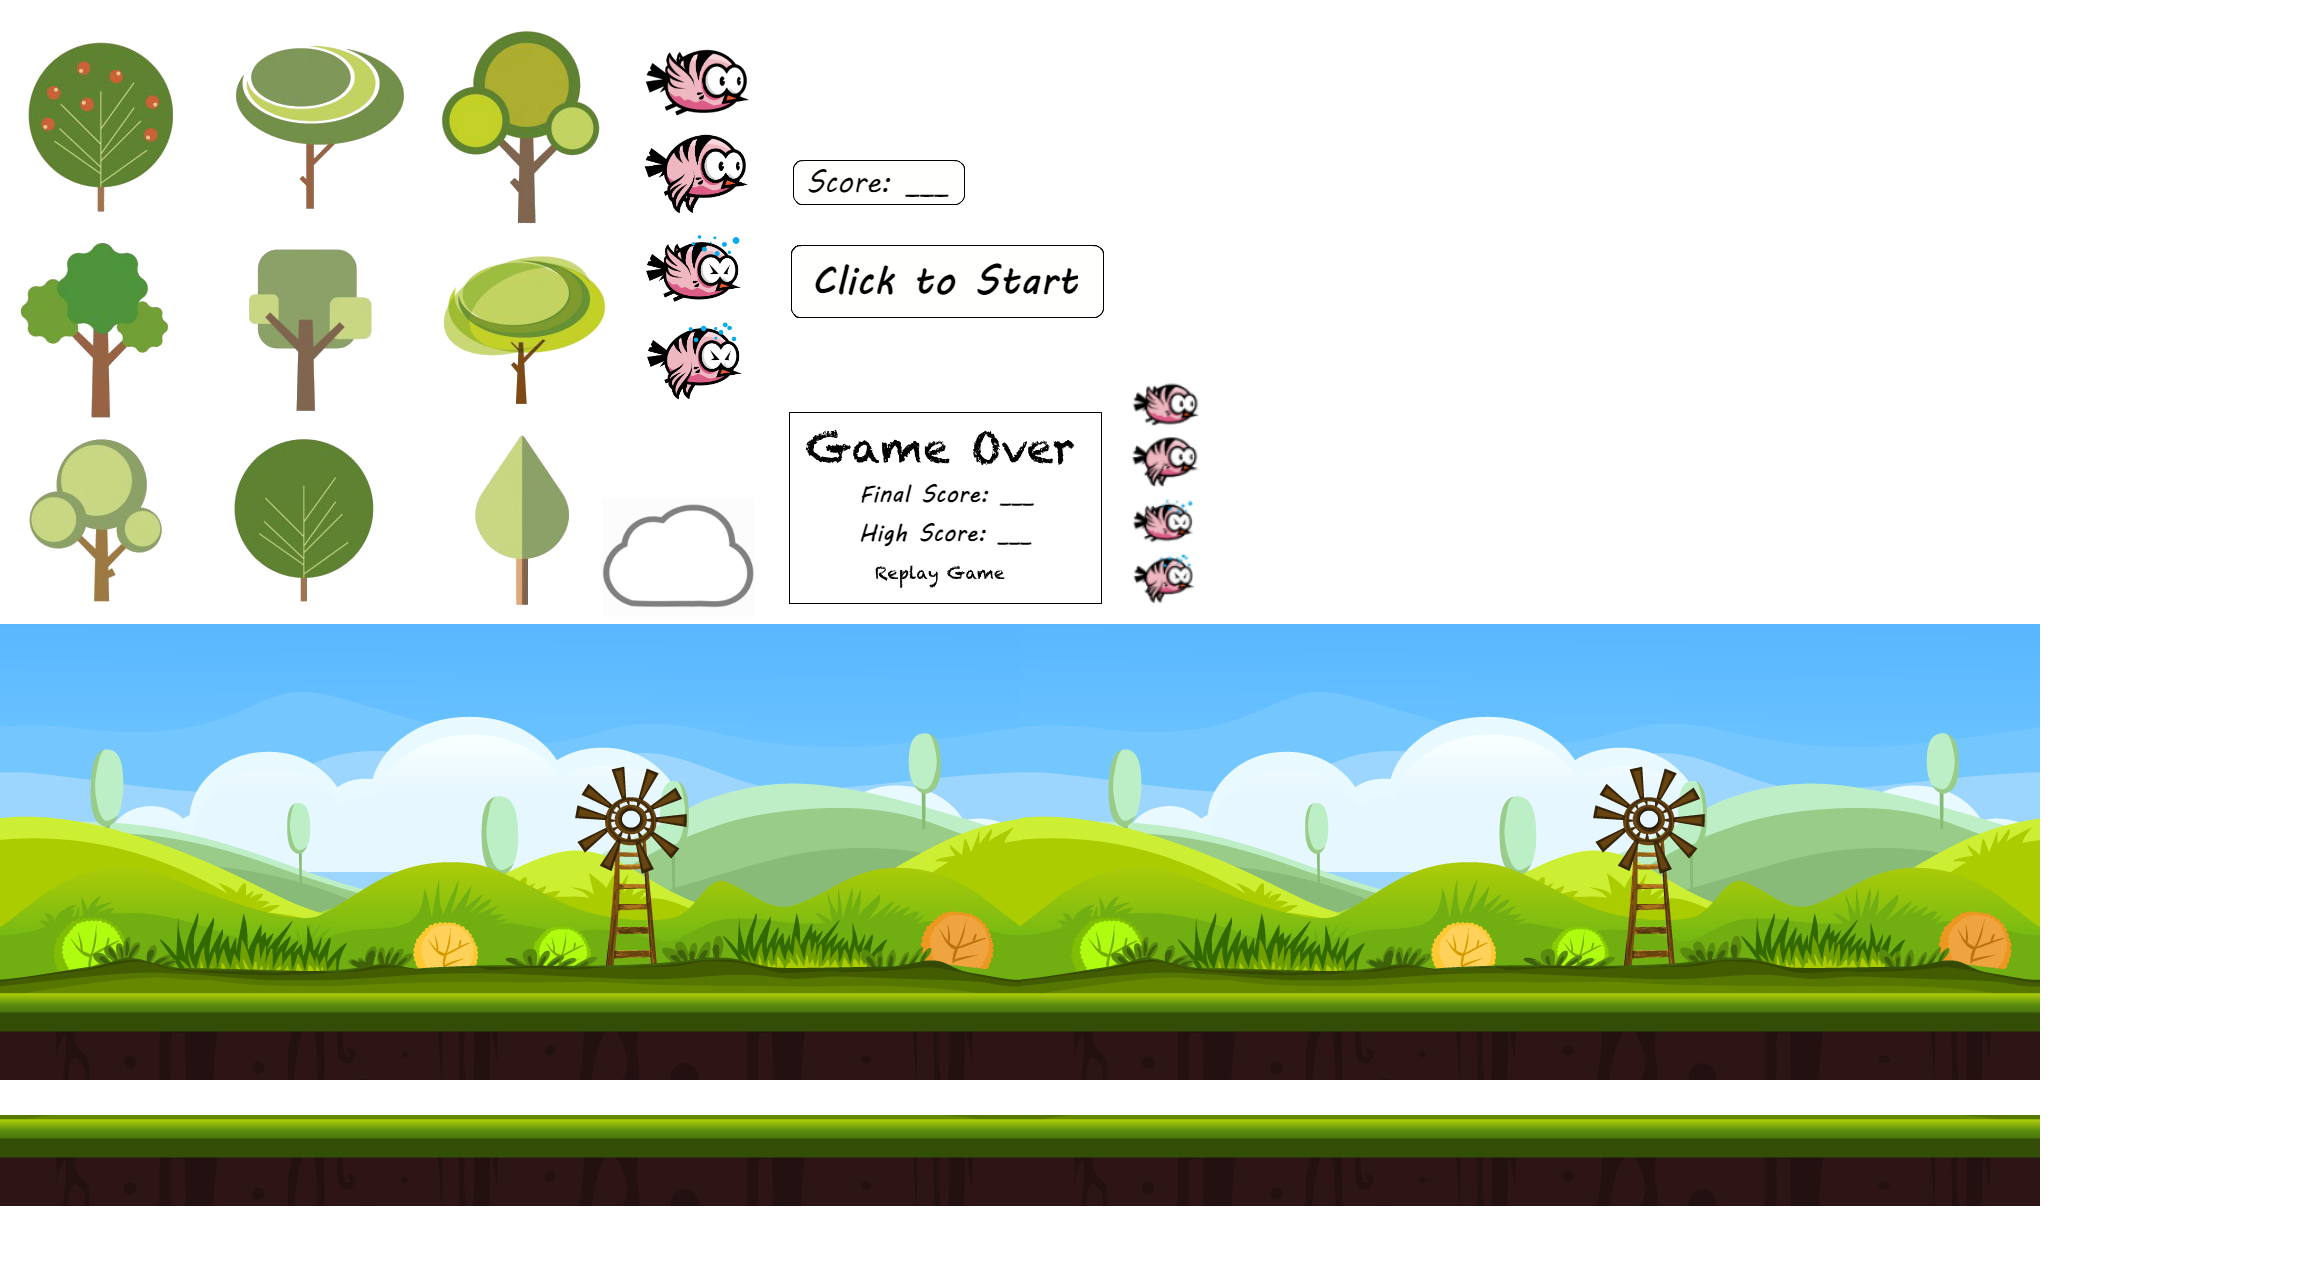 Score: ___
Click to Start
Game Over
Final Score: ___
High Score: ___
Replay Game